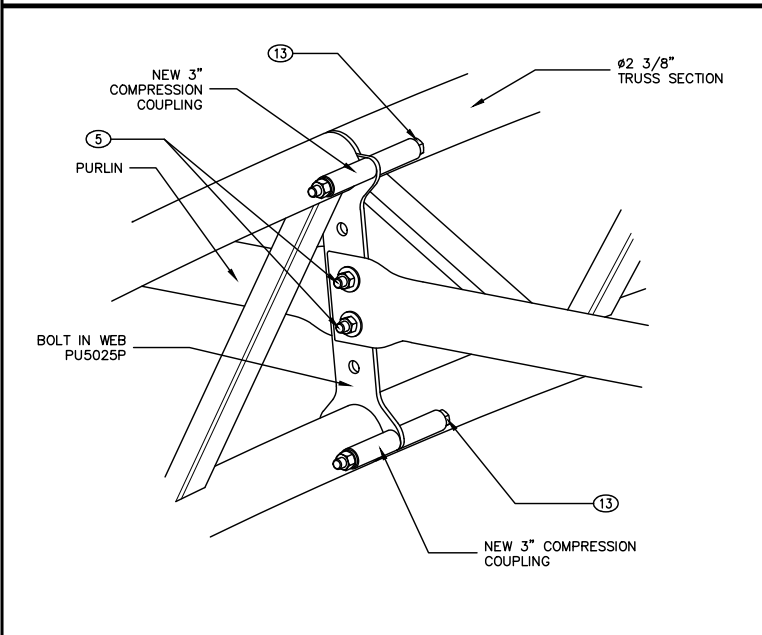 13
NEW 3"
COMPRESSION
COUPLING
ø2 3/8"
TRUSS SECTION
5
PURLIN
BOLT IN WEB
PU5025P
13
NEW 3" COMPRESSION
COUPLING